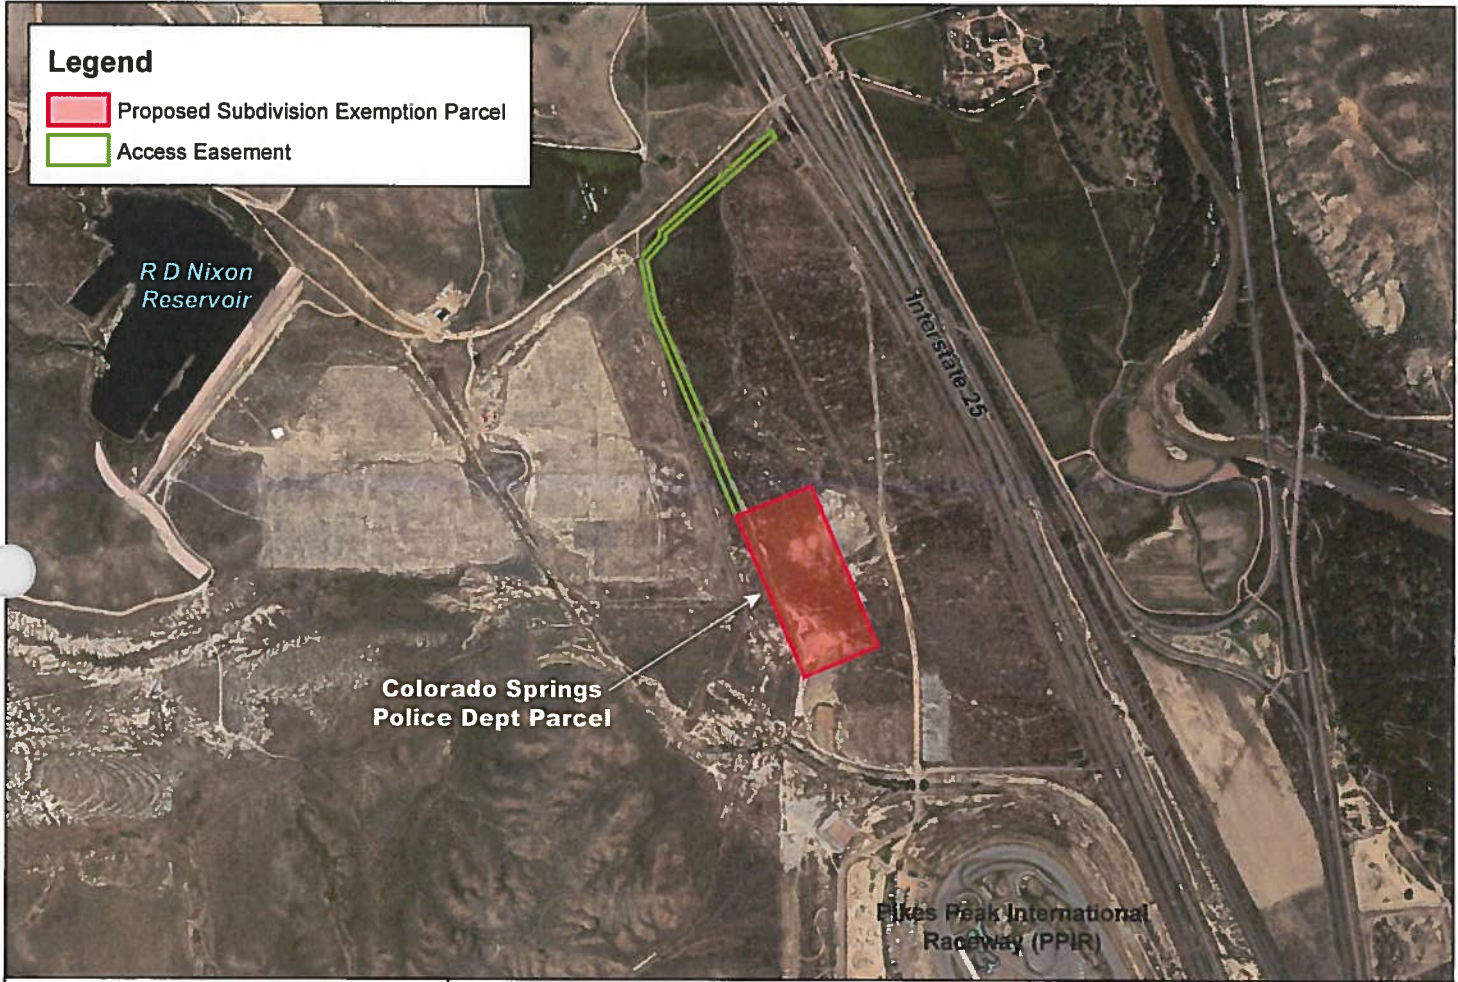 Legend
Proposed Subdivision Exemption Parcel
Access Easement
R D Nixon
Reservoir
Interstate 25
Colorado Springs
Police Dept Parcel
Pikes Peak International
Raceway (PPIR)